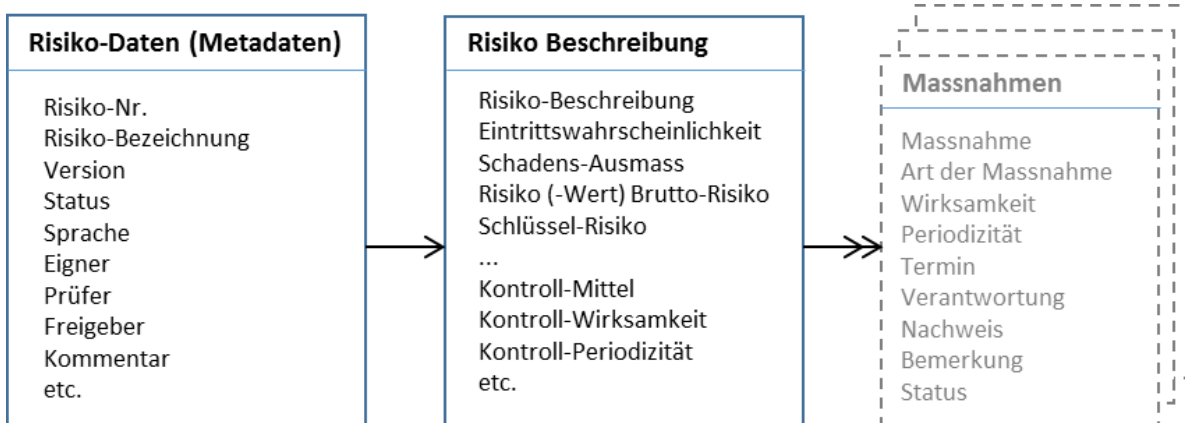 Risiko-Daten (Metadaten)
Risiko-Nr.
Risiko-Bezeichnung
Version
Status
Sprache
Eigner
Prüfer
Freigeber
Kommentar
etc.
Risiko Beschreibung
Risiko-Beschreibung
Eintrittswahrscheinlichkeit
Schadens-Ausmass
Risiko (-Wert) Brutto-Risiko
Schlüssel-Risiko
...
Kontroll-Mittel
Kontroll-Wirksamkeit
Kontroll-Periodizität
etc.
Massnahmen
Massnahme
Art der Massnahme
Wirksamkeit
Periodizität
Termin
Verantwortung
Nachweis
Bemerkung
Status